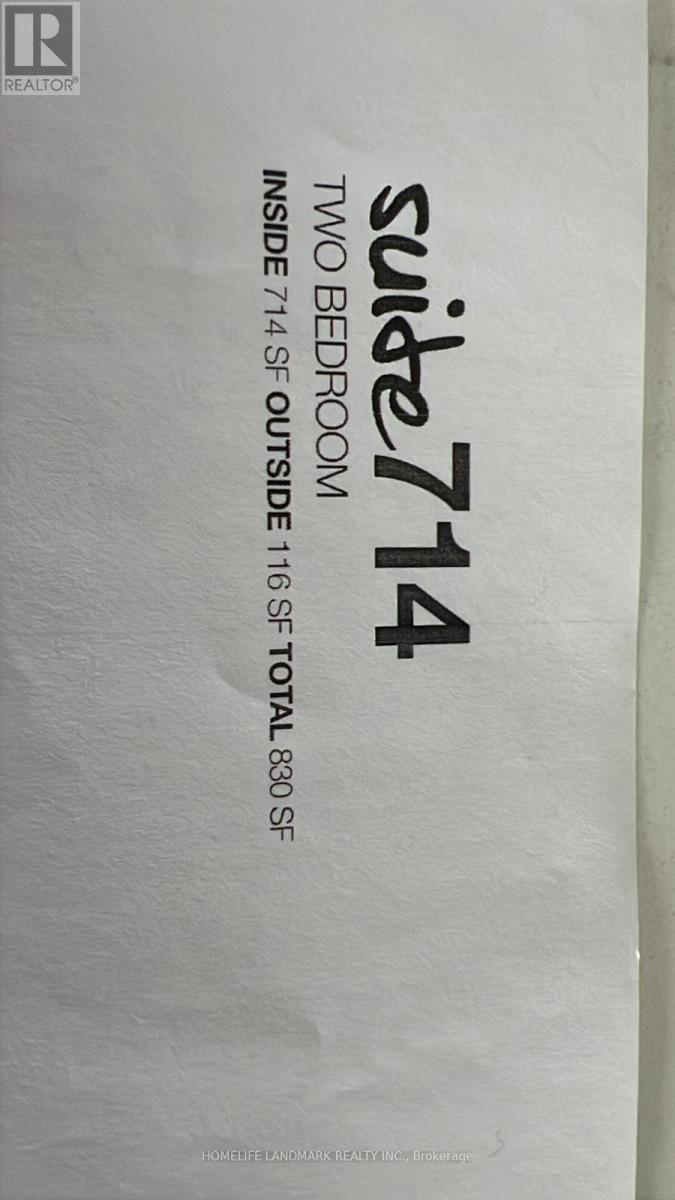 R
REALTOR®
suite714
TWO BEDROOM
INSIDE 714 SF OUTSIDE 116 SF TOTAL 830 SF
HOMELIFE LANDMARK REALTY INC., Brokerage